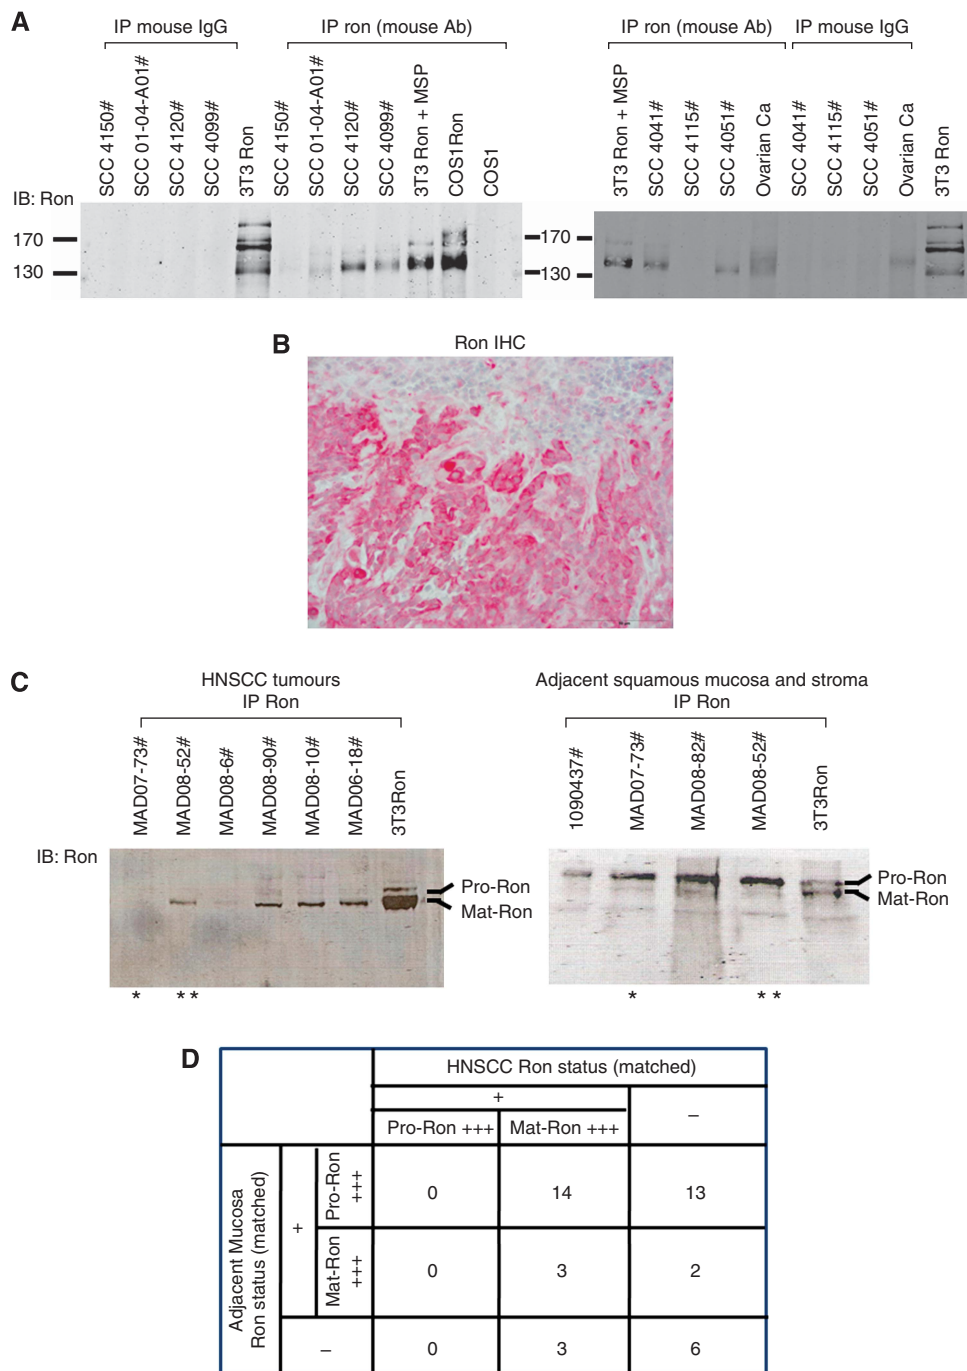 A
IP mouse IgG
IP ron (mouse Ab)
IP ron (mouse Ab)
IP mouse IgG
SCC 4150#
SCC 01-04-A01#
SCC 4120#
SCC 4099#
3T3 Ron
SCC 4150#
SCC 01-04-A01#
SCC 4120#
SCC 4099#
3T3 Ron + MSP
COS1Ron
COS1
3T3 Ron + MSP
SCC 4041#
SCC 4115#
SCC 4051#
Ovarian Ca
SCC 4041#
SCC 4115#
SCC 4051#
Ovarian Ca
3T3 Ron
IB: Ron
170
130
170
130
B
Ron IHC
C
HNSCC tumours
IP Ron
Adjacent squamous mucosa and stroma
IP Ron
MAD07-73#
MAD08-52#
MAD08-6#
MAD08-90#
MAD08-10#
MAD06-18#
3T3Ron
1090437#
MAD07-73#
MAD08-82#
MAD08-52#
3T3Ron
IB: Ron
Pro-Ron
Mat-Ron
Pro-Ron
Mat-Ron
*
**
*
**
D
HNSCC Ron status (matched)
+
–
Pro-Ron +++
Mat-Ron +++
Adjacent Mucosa
Ron status (matched)
+
Pro-Ron
+++
0
14
13
Mat-Ron
+++
0
3
2
–
0
3
6